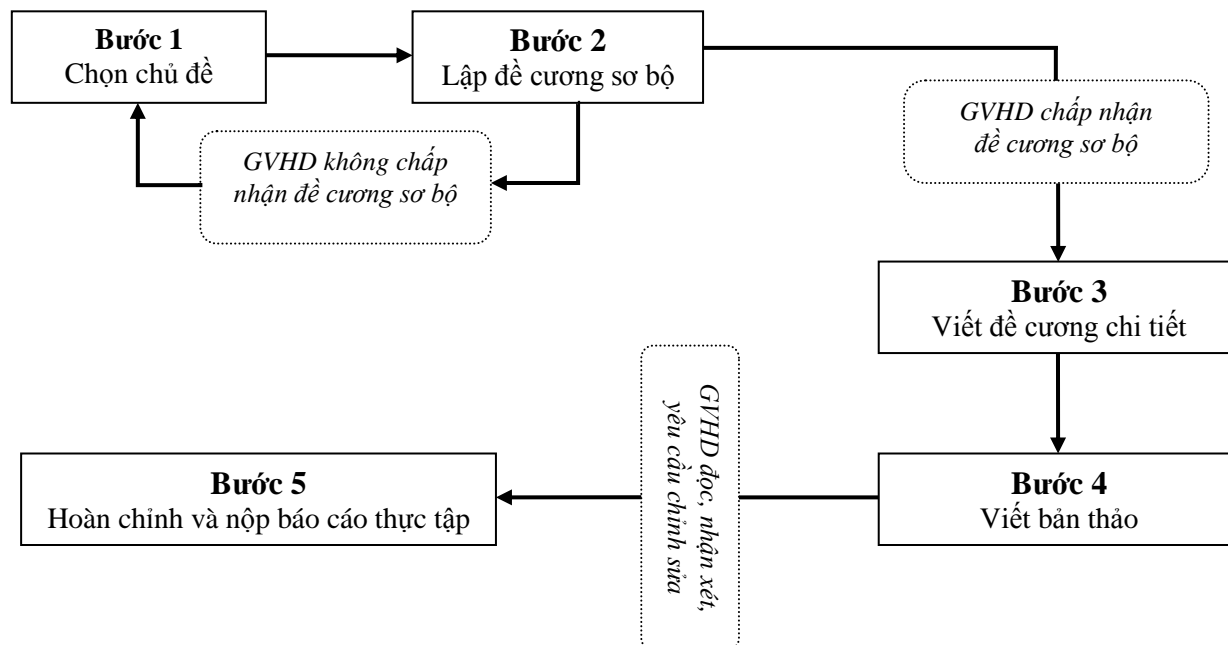 Bước 1
Chọn chủ đề
Bước 2
Lập đề cương sơ bộ
GVHD không chấp
nhận đề cương sơ bộ
GVHD chấp nhận
đề cương sơ bộ
Bước 3
Viết đề cương chi tiết
Bước 4
Viết bản thảo
GVHD đọc, nhận xét,
yêu cầu chỉnh sửa
Bước 5
Hoàn chỉnh và nộp báo cáo thực tập